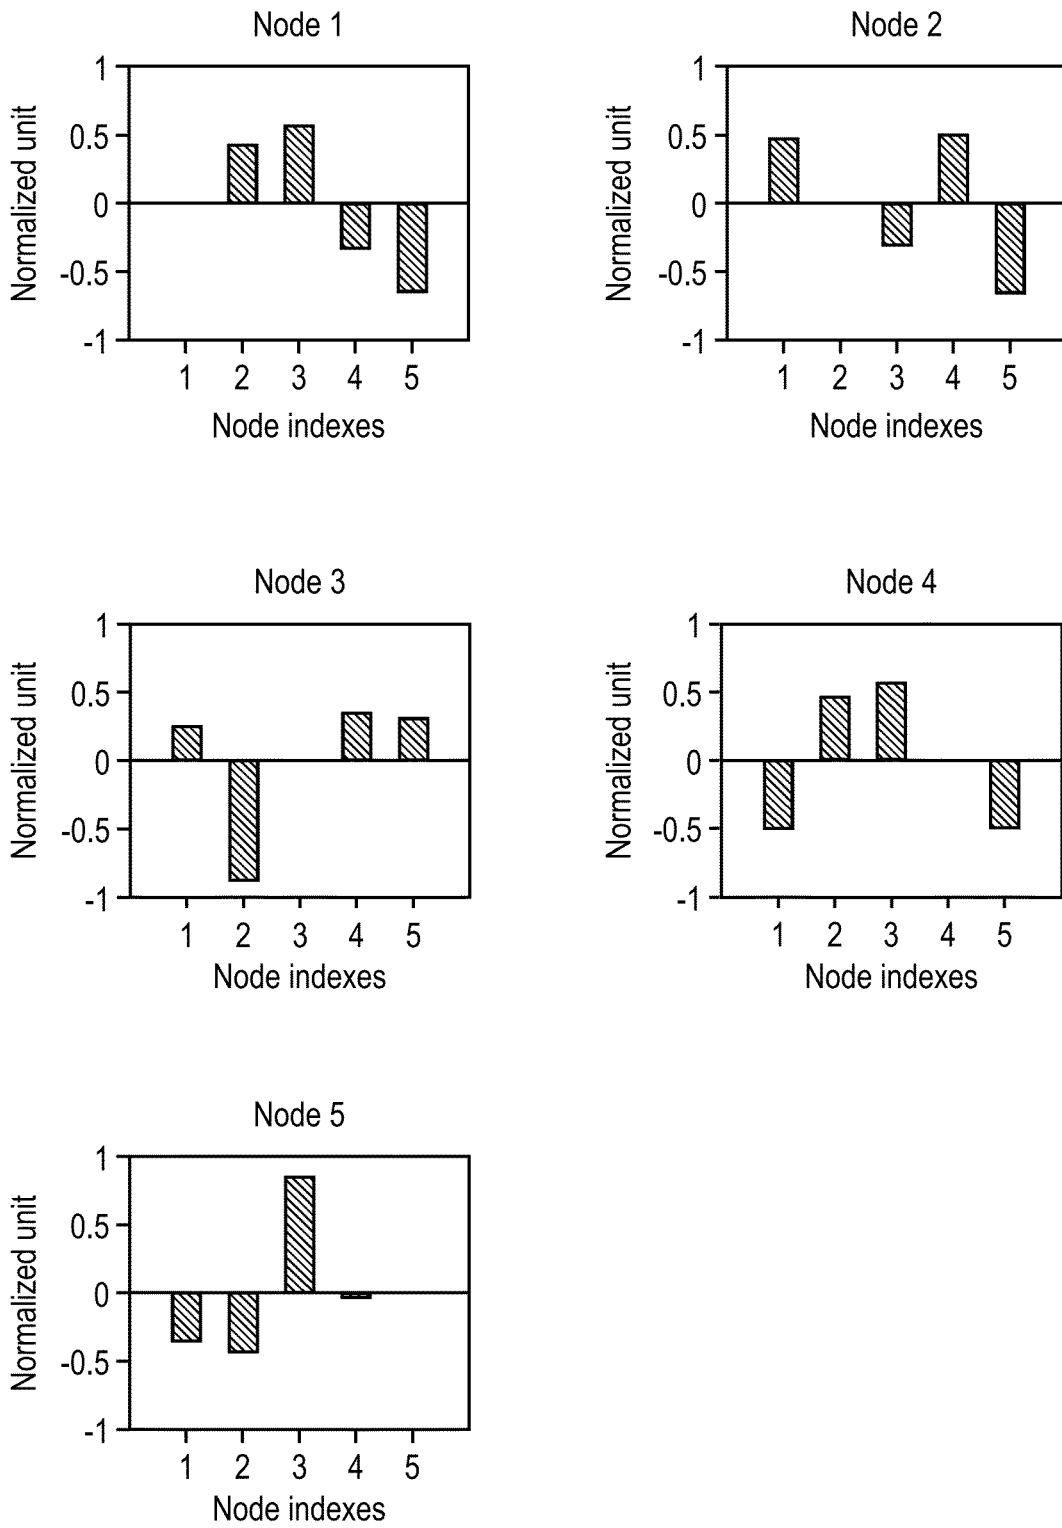 Node 1
Normalized unit
1
0.5
0
-0.5
-1
1 2 3 4 5
Node indexes
Node 2
Normalized unit
1
0.5
0
-0.5
-1
1 2 3 4 5
Node indexes
Node 3
Normalized unit
1
0.5
0
-0.5
-1
1 2 3 4 5
Node indexes
Node 4
Normalized unit
1
0.5
0
-0.5
-1
1 2 3 4 5
Node indexes
Node 5
Normalized unit
1
0.5
0
-0.5
-1
1 2 3 4 5
Node indexes